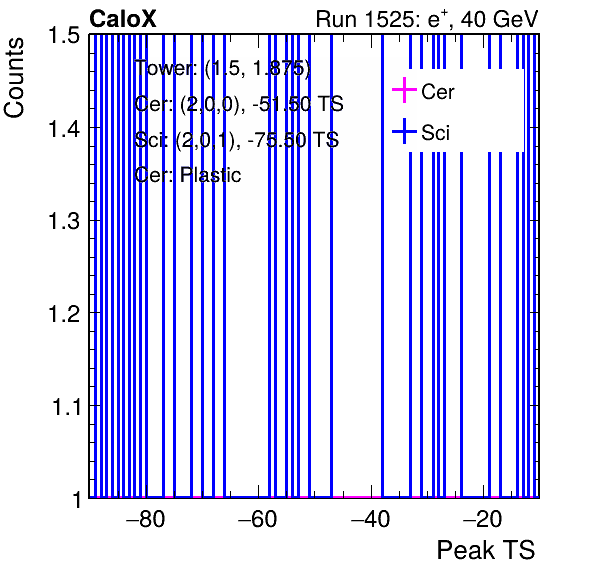 CaloX Run 1525: e+, 40 GeV
Counts
1.5
1.4
1.3
1.2
1.1
1
Tower: (1.5, 1.875)
Cer: (2,0,0), -51.50 TS
Sci: (2,0,1), -75.50 TS
Cer: Plastic
Cer
Sci
−80 −60 −40 −20
Peak TS